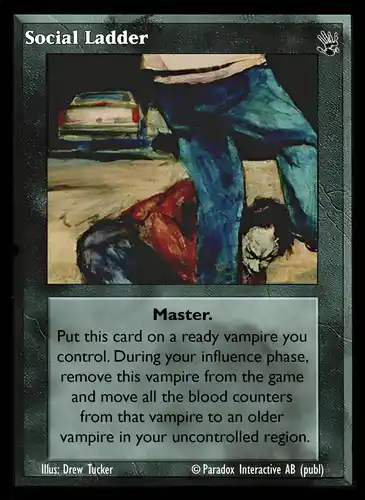 Social Ladder
Master.
Put this card on a ready vampire you
control. During your influence phase,
remove this vampire from the game
and move all the blood counters
from that vampire to an older
vampire in your uncontrolled region.
Illus: Drew Tucker © Paradox Interactive AB (publ)